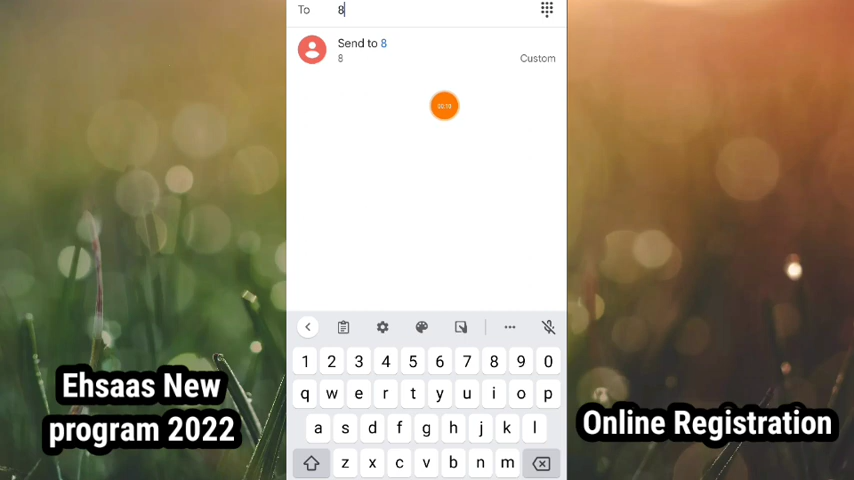 To 8
Send to 8
8 Custom
1 2 3 4 5 6 7 8 9 0
q w e r t y u i o p
a s d f g h j k l
z x c v b n m
Ehsaas New
program 2022
Online Registration